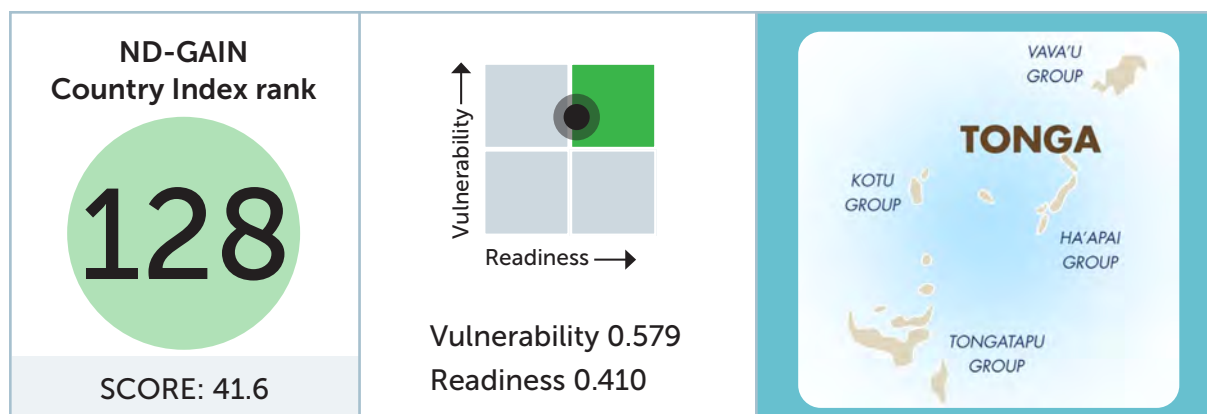 ND-GAIN
Country Index rank
128
SCORE: 41.6
Vulnerability
Readiness
Vulnerability 0.579
Readiness 0.410
VAVA'U
GROUP
TONGA
KOTU
GROUP
HA'APAI
GROUP
TONGATAPU
GROUP